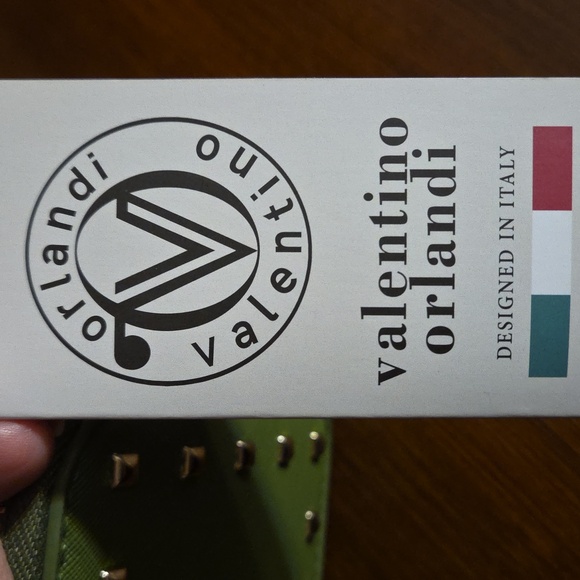 valentino orlandi
valentino
orlandi
DESIGNED IN ITALY